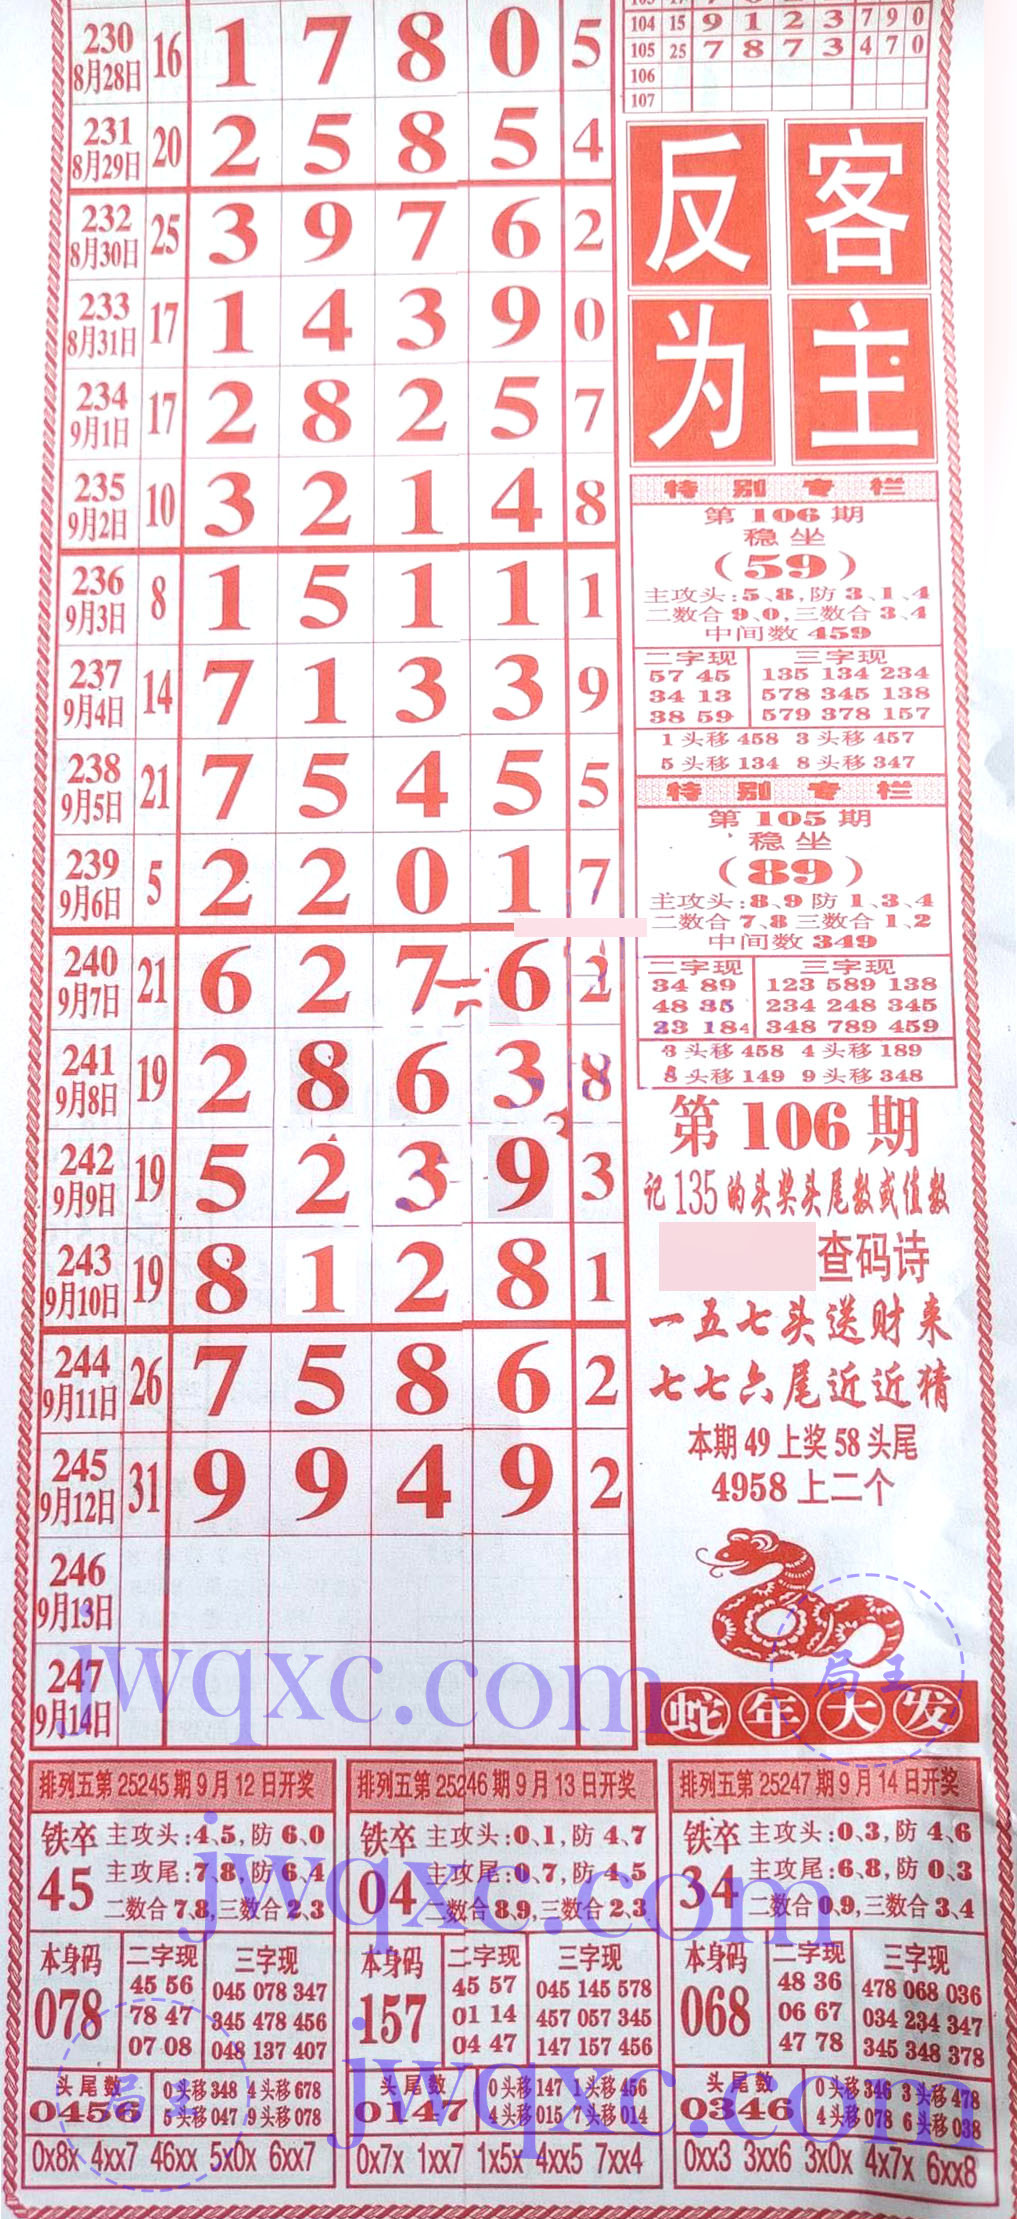 230
8月28日 16 1 7 8 0 5
231
8月29日 20 2 5 8 5 4
232
8月30日 25 3 9 7 6 2
233
8月31日 17 1 4 3 9 0
234
9月1日 17 2 8 2 5 7
235
9月2日 10 3 2 1 4 8
236
9月3日 8 1 5 1 1 1
237
9月4日 14 7 1 3 3 9
238
9月5日 21 7 5 4 5 5
239
9月6日 5 2 2 0 1 7
240
9月7日 21 6 2 7 6 2
241
9月8日 19 2 8 6 3 8
242
9月9日 19 5 2 3 9 3
243
9月10日 19 8 1 2 8 1
244
9月11日 26 7 5 8 6 2
245
9月12日 31 9 9 4 9 2
246
9月13日
247
9月14日
104 15 9 1 2 3 7 9 0
105 25 7 8 7 3 4 7 0
106
107
反客
为主
特别专栏
第106期
稳坐
(59)
主攻头:5、8,防3、1、4
二数合9、0,三数合3、4
中间数459
二字现 三字现
57 45 135 134 234
34 13 578 345 138
38 59 579 378 157
1头移458 3头移457
5头移134 8头移347
特别专栏
第105期
稳坐
(89)
主攻头:8、9防1、3、4
二数合7、8三数合1、2
中间数349
二字现 三字现
34 89 123 589 138
48 35 234 248 345
23 184 348 789 459
3头移458 4头移189
8头移149 9头移348
第106期
记135的头奖头尾数或值数
查码诗
一五七头送财来
七七六尾近近精
本期49上奖58头尾
4958上二个
局王
蛇年大发
jwqxc.com
排列五第25245期9月12日开奖
铁卒 主攻头:4、5,防6、0
45 主攻尾:7、8,防6、4
二数合7、8,三数合2、3
本身码 二字现 三字现
078
45 56 045 078 347
78 47 345 478 456
07 08 048 137 407
头尾数 0头移348 4头移678
0456 5头移047 9头移078
0x8x 4xx7 46xx 5x0x 6xx7
排列五第25246期9月13日开奖
铁卒 主攻头:0、1,防4、7
04 主攻尾:0、7,防4、5
二数合8、9,三数合2、3
本身码 二字现 三字现
157
45 57 045 145 578
01 14 457 057 345
04 47 147 157 456
头尾数 0头移147 1头移456
0147 4头移015 7头移014
0x7x 1xx7 1x5x 4xx5 7xx4
排列五第25247期9月14日开奖
铁卒 主攻头:0、3,防4、6
34 主攻尾:6、8,防0、3
二数合0、9,三数合3、4
本身码 二字现 三字现
068
48 36 478 068 036
06 67 034 234 347
47 78 345 348 378
头尾数 0头移346 3头移478
0346 4头移078 6头移038
0xx3 3xx6 3x0x 4x7x 6xx8
jwqxc.com
jwqxc.com
局王